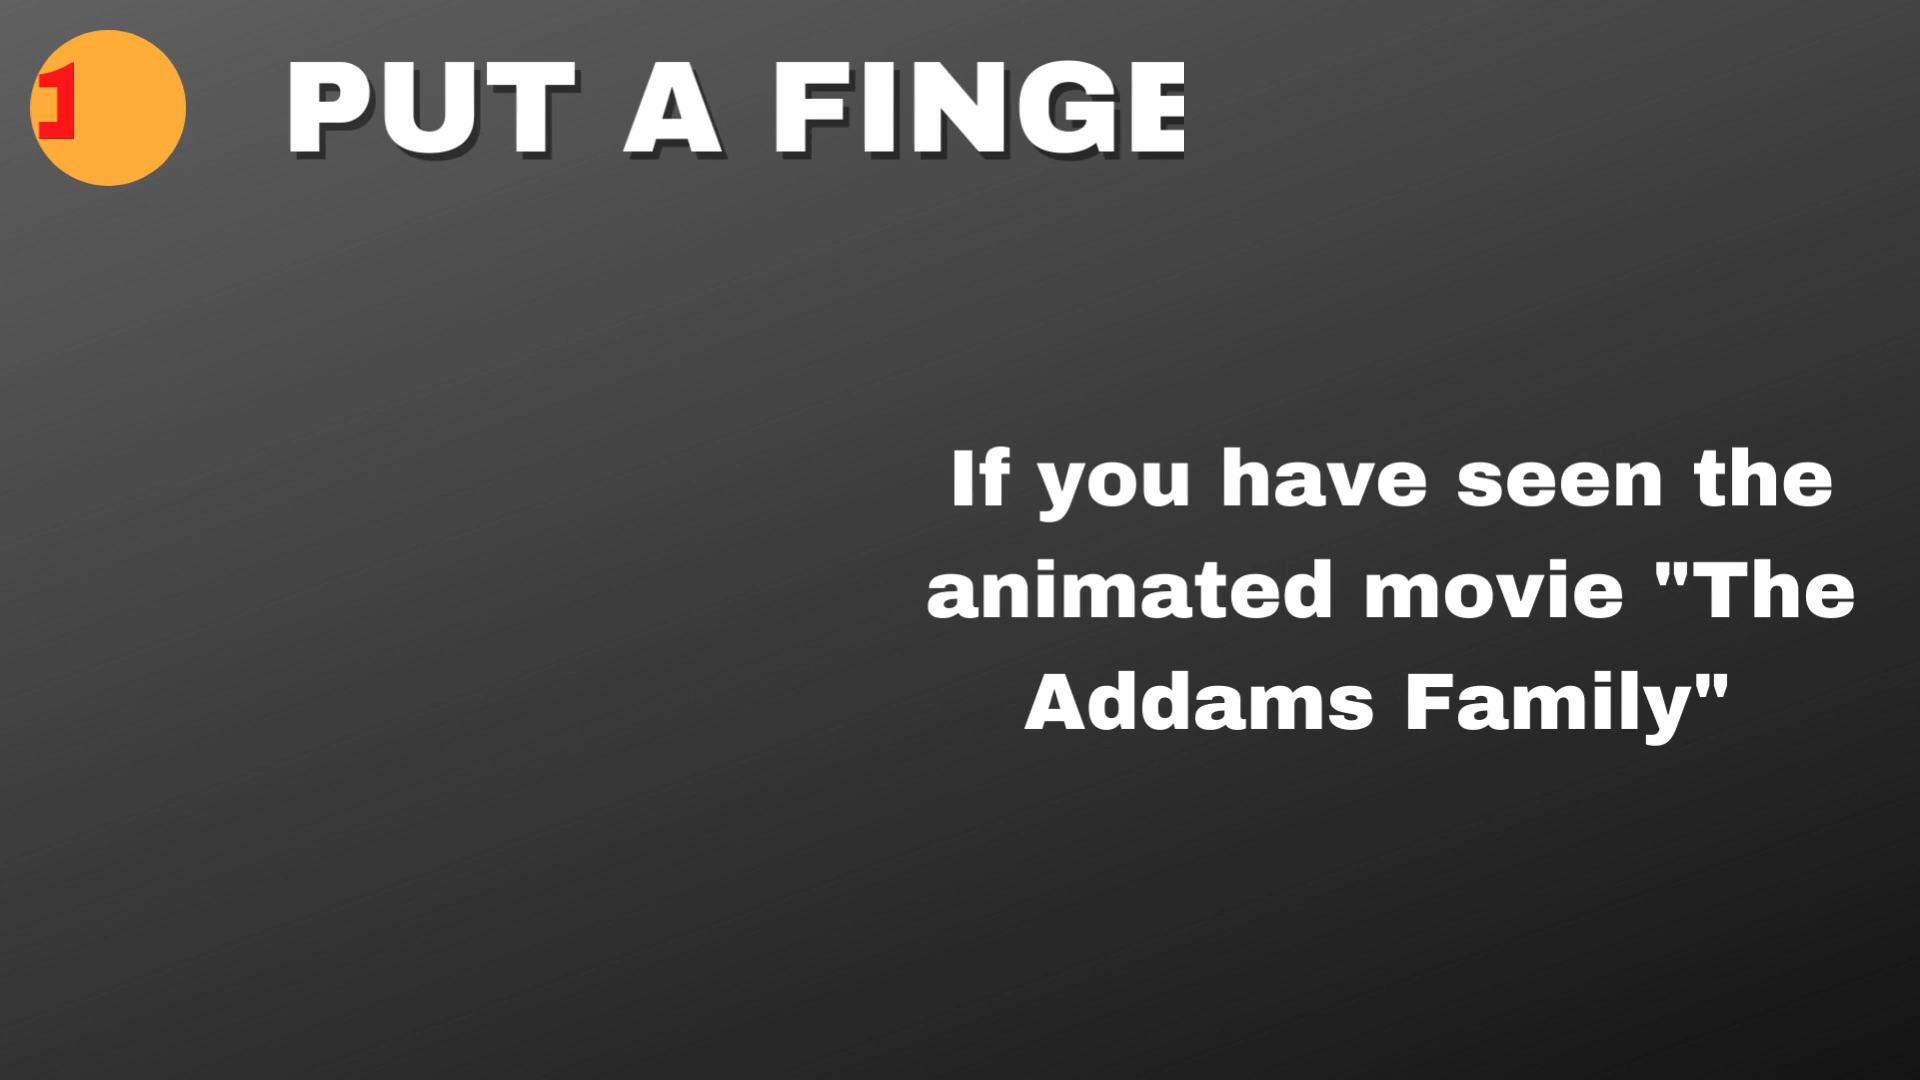 1
PUT A FINGE
If you have seen the
animated movie "The
Addams Family"